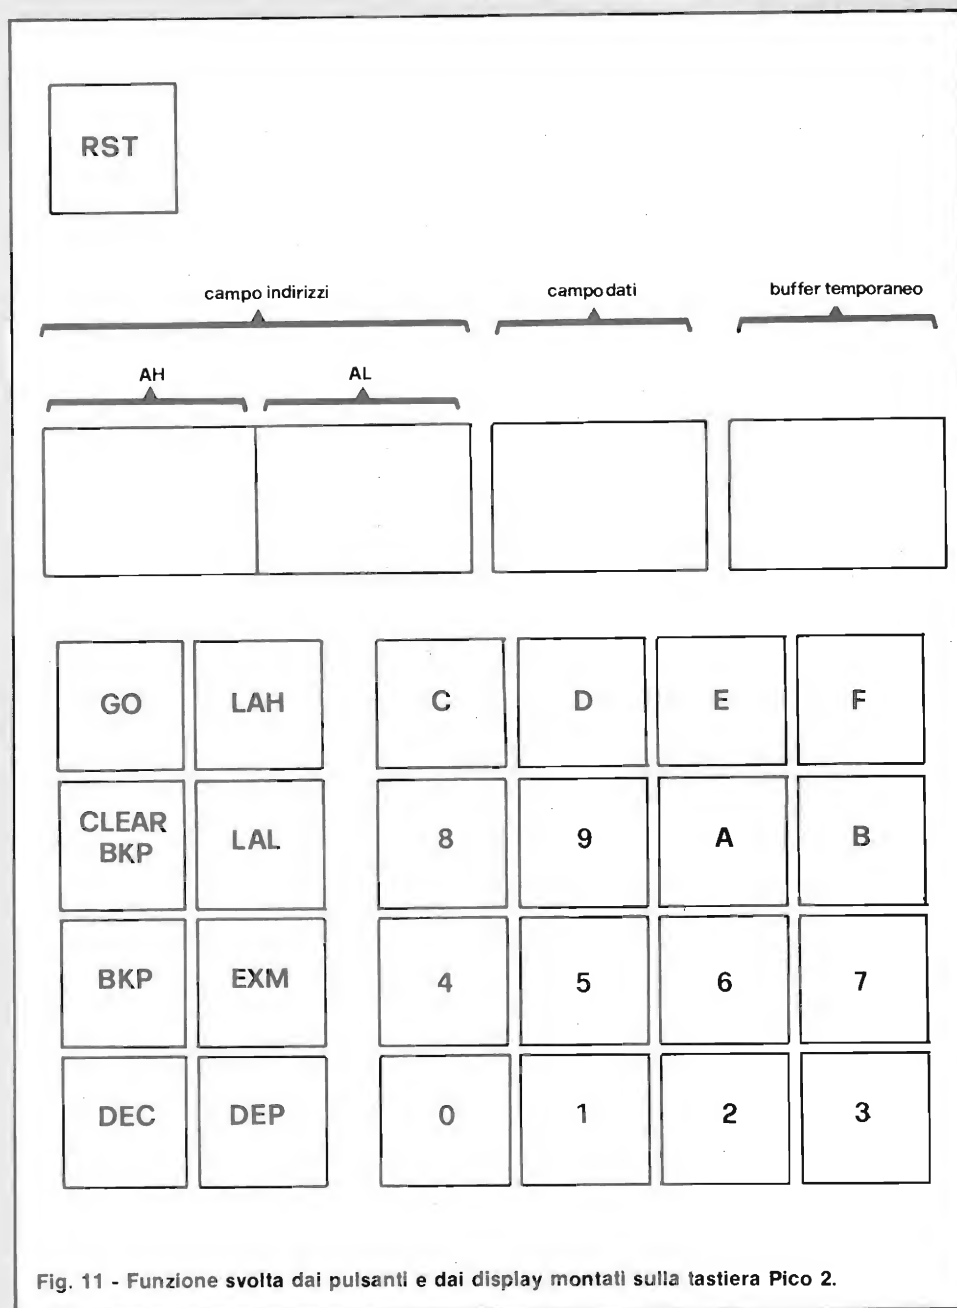 RST
campo indirizzi campo dati buffer temporaneo
AH AL
GO LAH C D E F
CLEAR
BKP LAL 8 9 A B
BKP EXM 4 5 6 7
DEC DEP 0 1 2 3
Fig. 11 - Funzione svolta dai pulsanti e dai display montati sulla tastiera Pico 2.